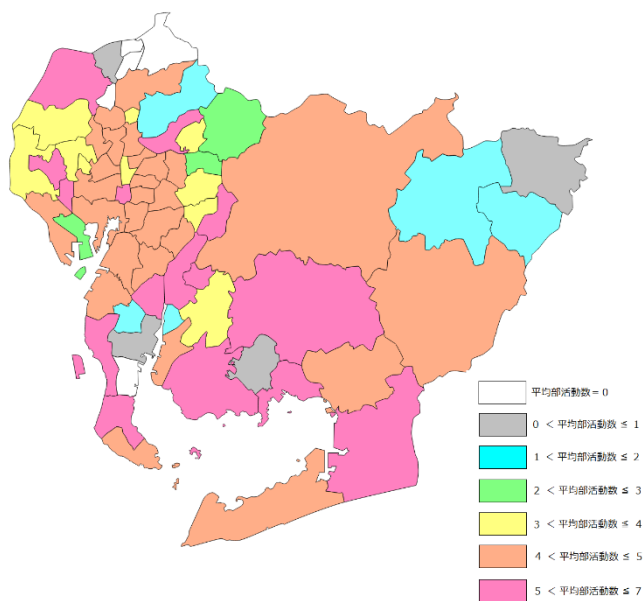 平均部活動数＝0
0 ＜ 平均部活動数 ≦ 1
1 ＜ 平均部活動数 ≦ 2
2 ＜ 平均部活動数 ≦ 3
3 ＜ 平均部活動数 ≦ 4
4 ＜ 平均部活動数 ≦ 5
5 ＜ 平均部活動数 ≦ 7